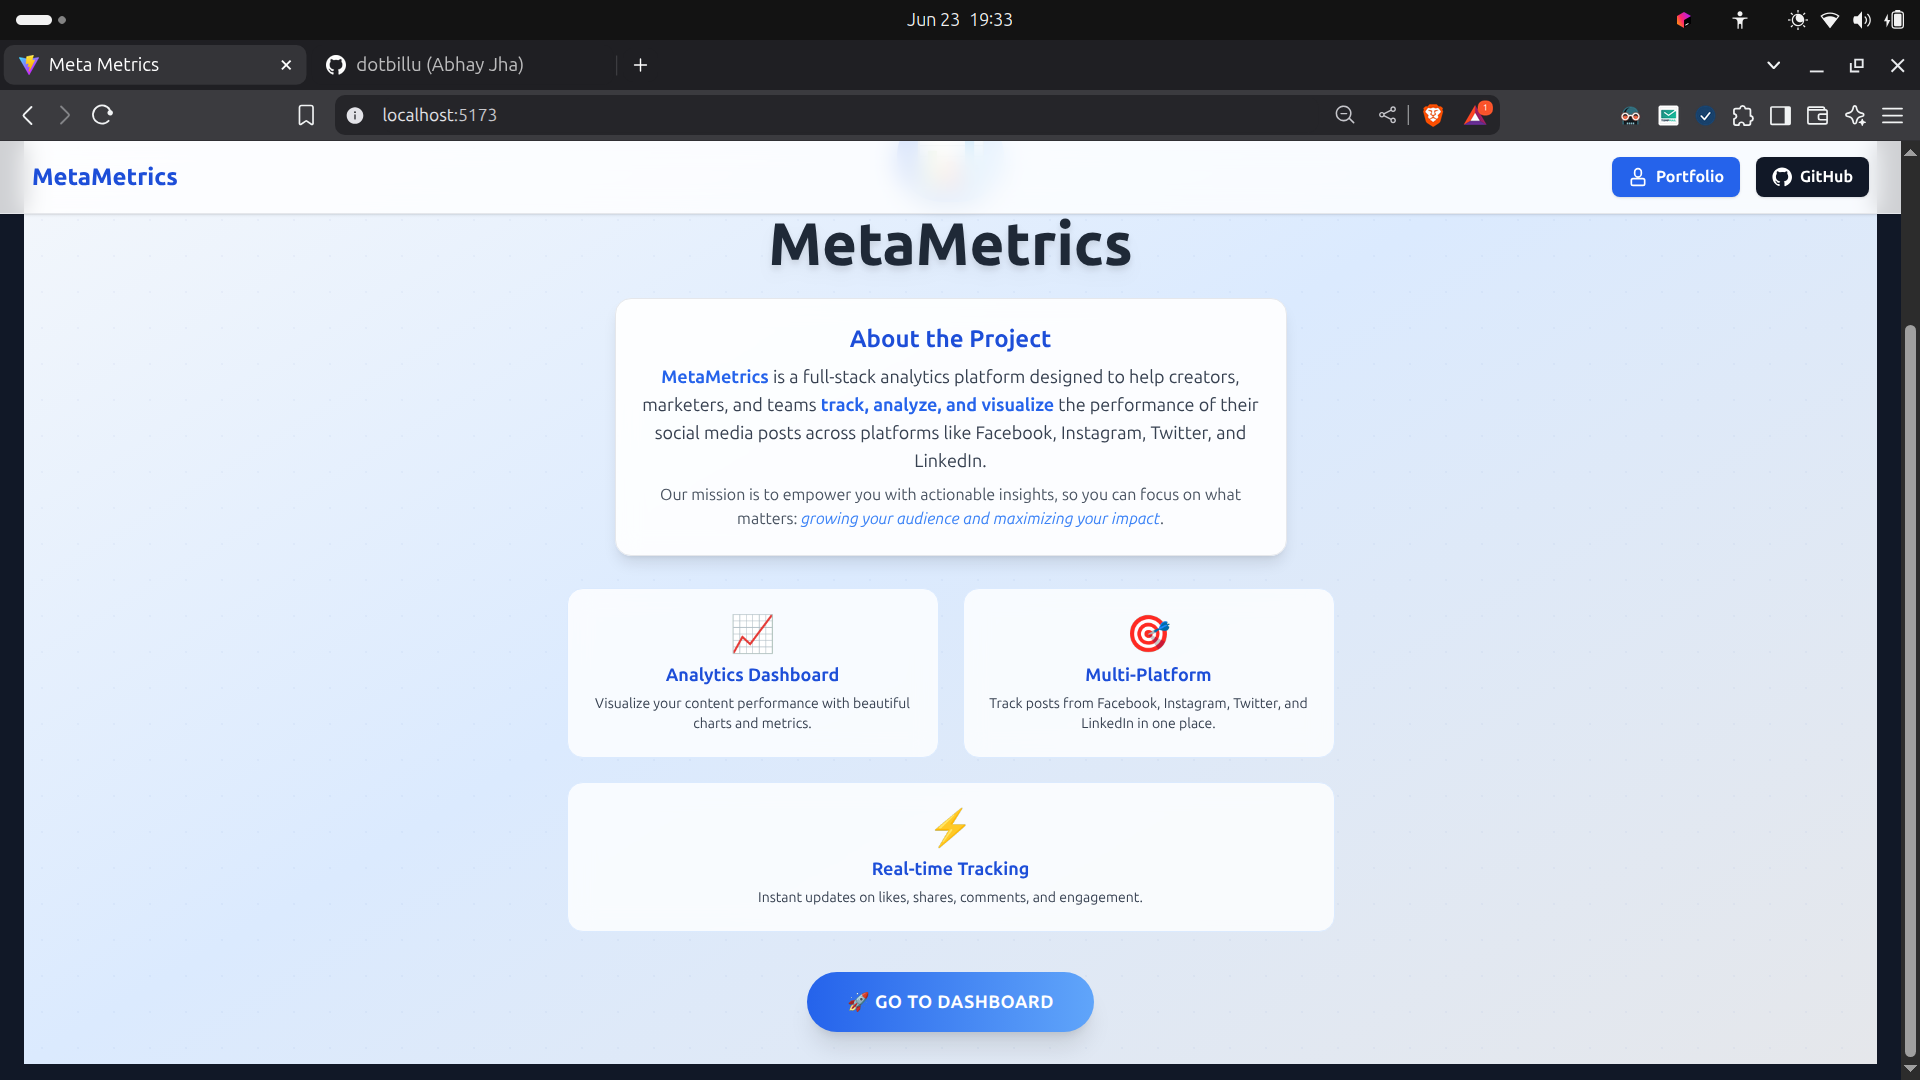 Jun 23 19:33
Meta Metrics
dotbillu (Abhay Jha)
localhost:5173
1
MetaMetrics
Portfolio
GitHub
MetaMetrics
About the Project
MetaMetrics is a full-stack analytics platform designed to help creators,
marketers, and teams track, analyze, and visualize the performance of their
social media posts across platforms like Facebook, Instagram, Twitter, and
LinkedIn.
Our mission is to empower you with actionable insights, so you can focus on what
matters: growing your audience and maximizing your impact.
Analytics Dashboard
Visualize your content performance with beautiful
charts and metrics.
Multi-Platform
Track posts from Facebook, Instagram, Twitter, and
LinkedIn in one place.
Real-time Tracking
Instant updates on likes, shares, comments, and engagement.
🚀 GO TO DASHBOARD